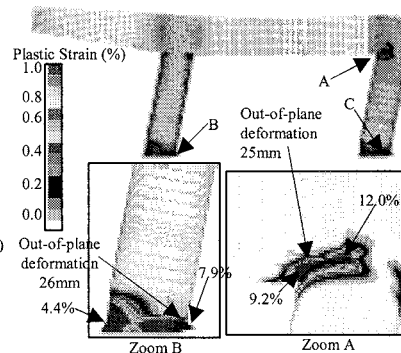 Plastic Strain (%)
1.0
0.8
0.6
0.4
0.2
0.0
A
B
C
Out-of-plane
deformation
25mm
12.0%
9.2%
Zoom A
)
Out-of-plane
deformation
26mm
7.9%
4.4%
Zoom B